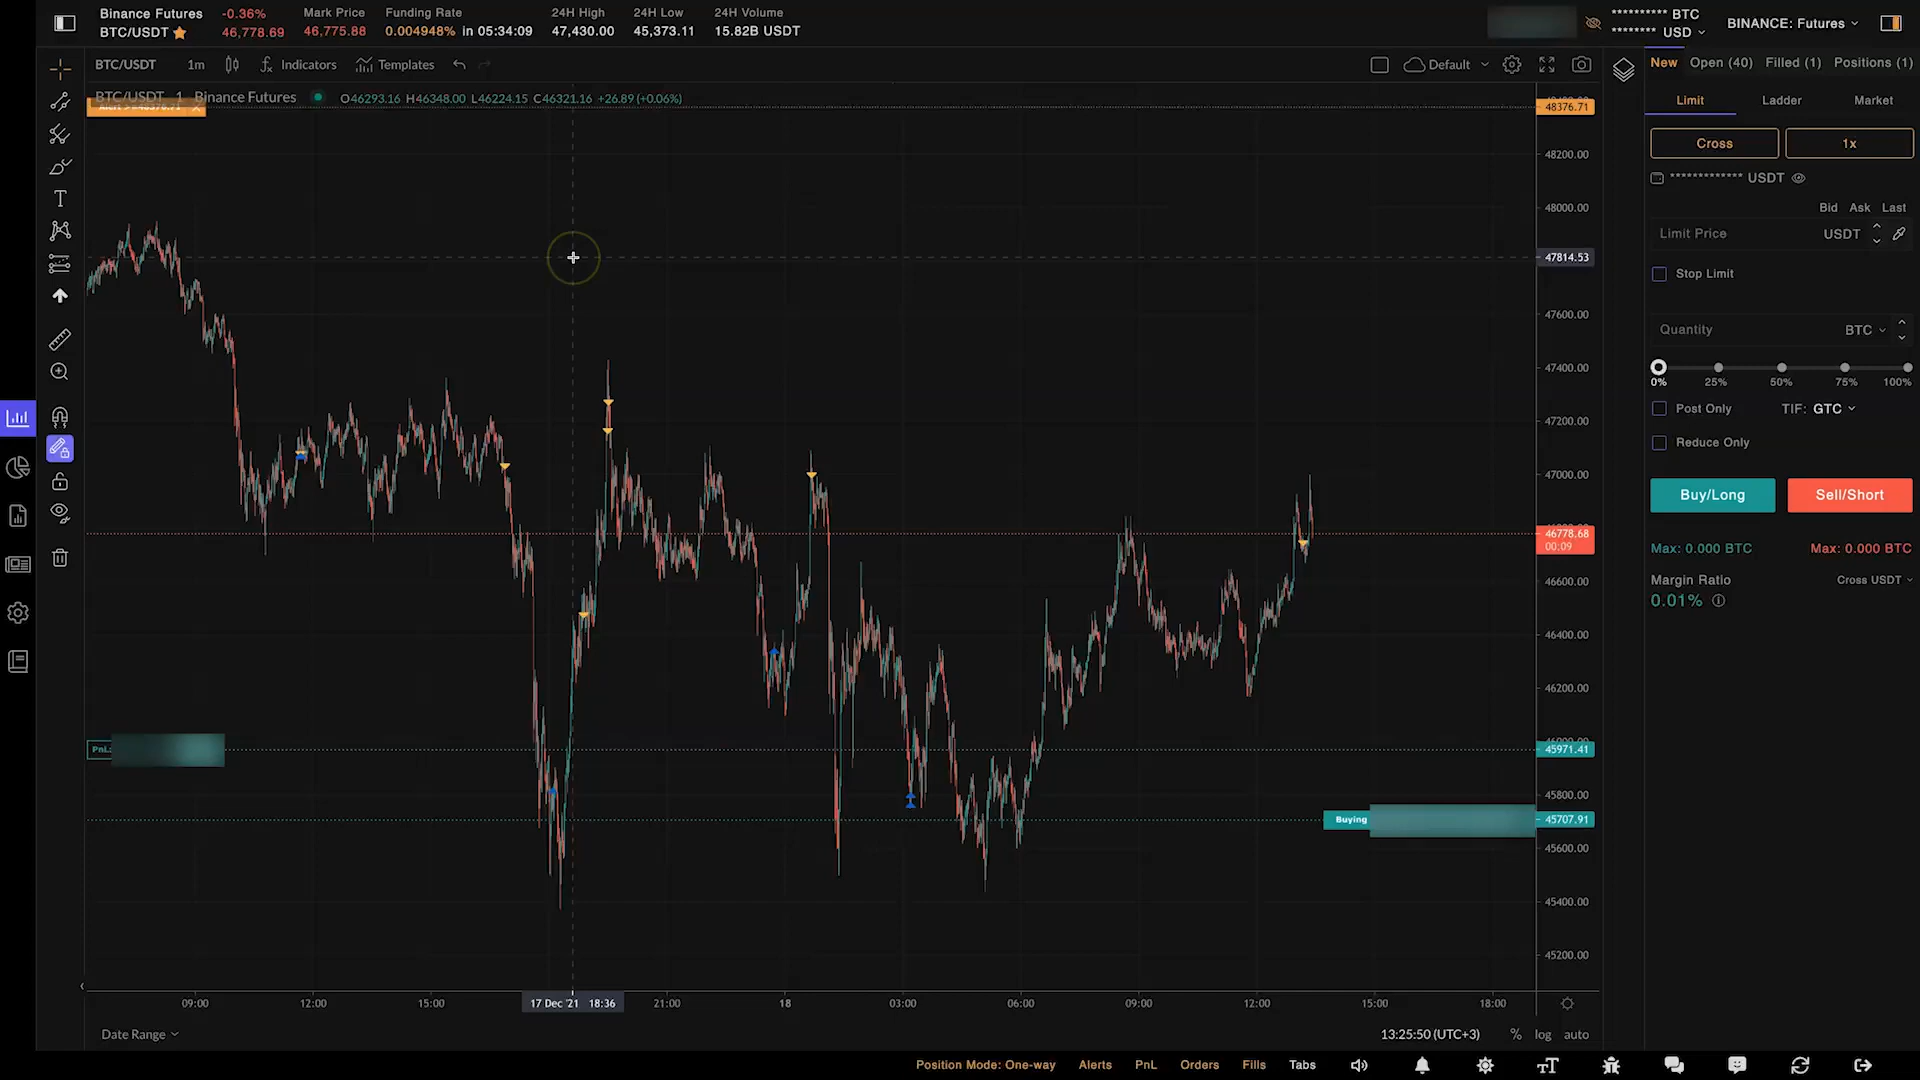 Binance Futures
BTC/USDT
-0.36%
46,778.69
Mark Price
46,775.88
Funding Rate
0.004948% in 05:34:09
24H High
47,430.00
24H Low
45,373.11
24H Volume
15.82B USDT
********** BTC
******** USD
BINANCE: Futures
BTC/USDT
1m
Indicators
Templates
Default
New
Open (40)
Filled (1)
Positions (1)
BTC/USDT 1 Binance Futures
O46293.16 H46348.00 L46224.15 C46321.16 +26.89 (+0.06%)
48376.71
48200.00
48000.00
47814.53
47600.00
47400.00
47200.00
47000.00
46778.68
00:09
46600.00
46400.00
46200.00
45971.41
45800.00
45707.91
45600.00
45400.00
45200.00
PnL:
Buying
09:00
12:00
15:00
17 Dec '21 18:36
21:00
18
03:00
06:00
09:00
12:00
15:00
18:00
Date Range
13:25:50 (UTC+3)
%
log
auto
Limit
Ladder
Market
Cross
1x
************* USDT
Bid Ask Last
Limit Price
USDT
Stop Limit
Quantity
BTC
0%
25%
50%
75%
100%
Post Only
TIF: GTC
Reduce Only
Buy/Long
Sell/Short
Max: 0.000 BTC
Max: 0.000 BTC
Margin Ratio
Cross USDT
0.01%
Position Mode: One-way
Alerts
PnL
Orders
Fills
Tabs